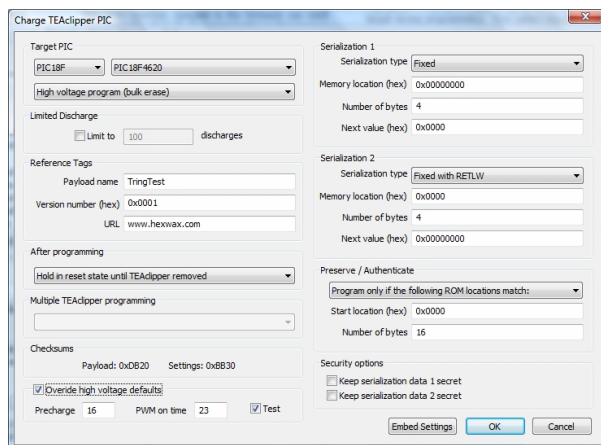 Charge TEAclipper PIC
Target PIC
PIC18F PIC18F4620
High voltage program (bulk erase)
Limited Discharge
Limit to 100 discharges
Reference Tags
Payload name TringTest
Version number (hex) 0x0001
URL www.hexwax.com
After programming
Hold in reset state until TEAclipper removed
Multiple TEAclipper programming
Checksums
Payload: 0xDB20 Settings: 0xBB30
Overide high voltage defaults
Precharge 16 PWM on time 23 Test
Serialization 1
Serialization type Fixed
Memory location (hex) 0x00000000
Number of bytes 4
Next value (hex) 0x0000
Serialization 2
Serialization type Fixed with RETLW
Memory location (hex) 0x0000
Number of bytes 4
Next value (hex) 0x00000000
Preserve / Authenticate
Program only if the following ROM locations match:
Start location (hex) 0x0000
Number of bytes 16
Security options
Keep serialization data 1 secret
Keep serialization data 2 secret
Embed Settings OK Cancel